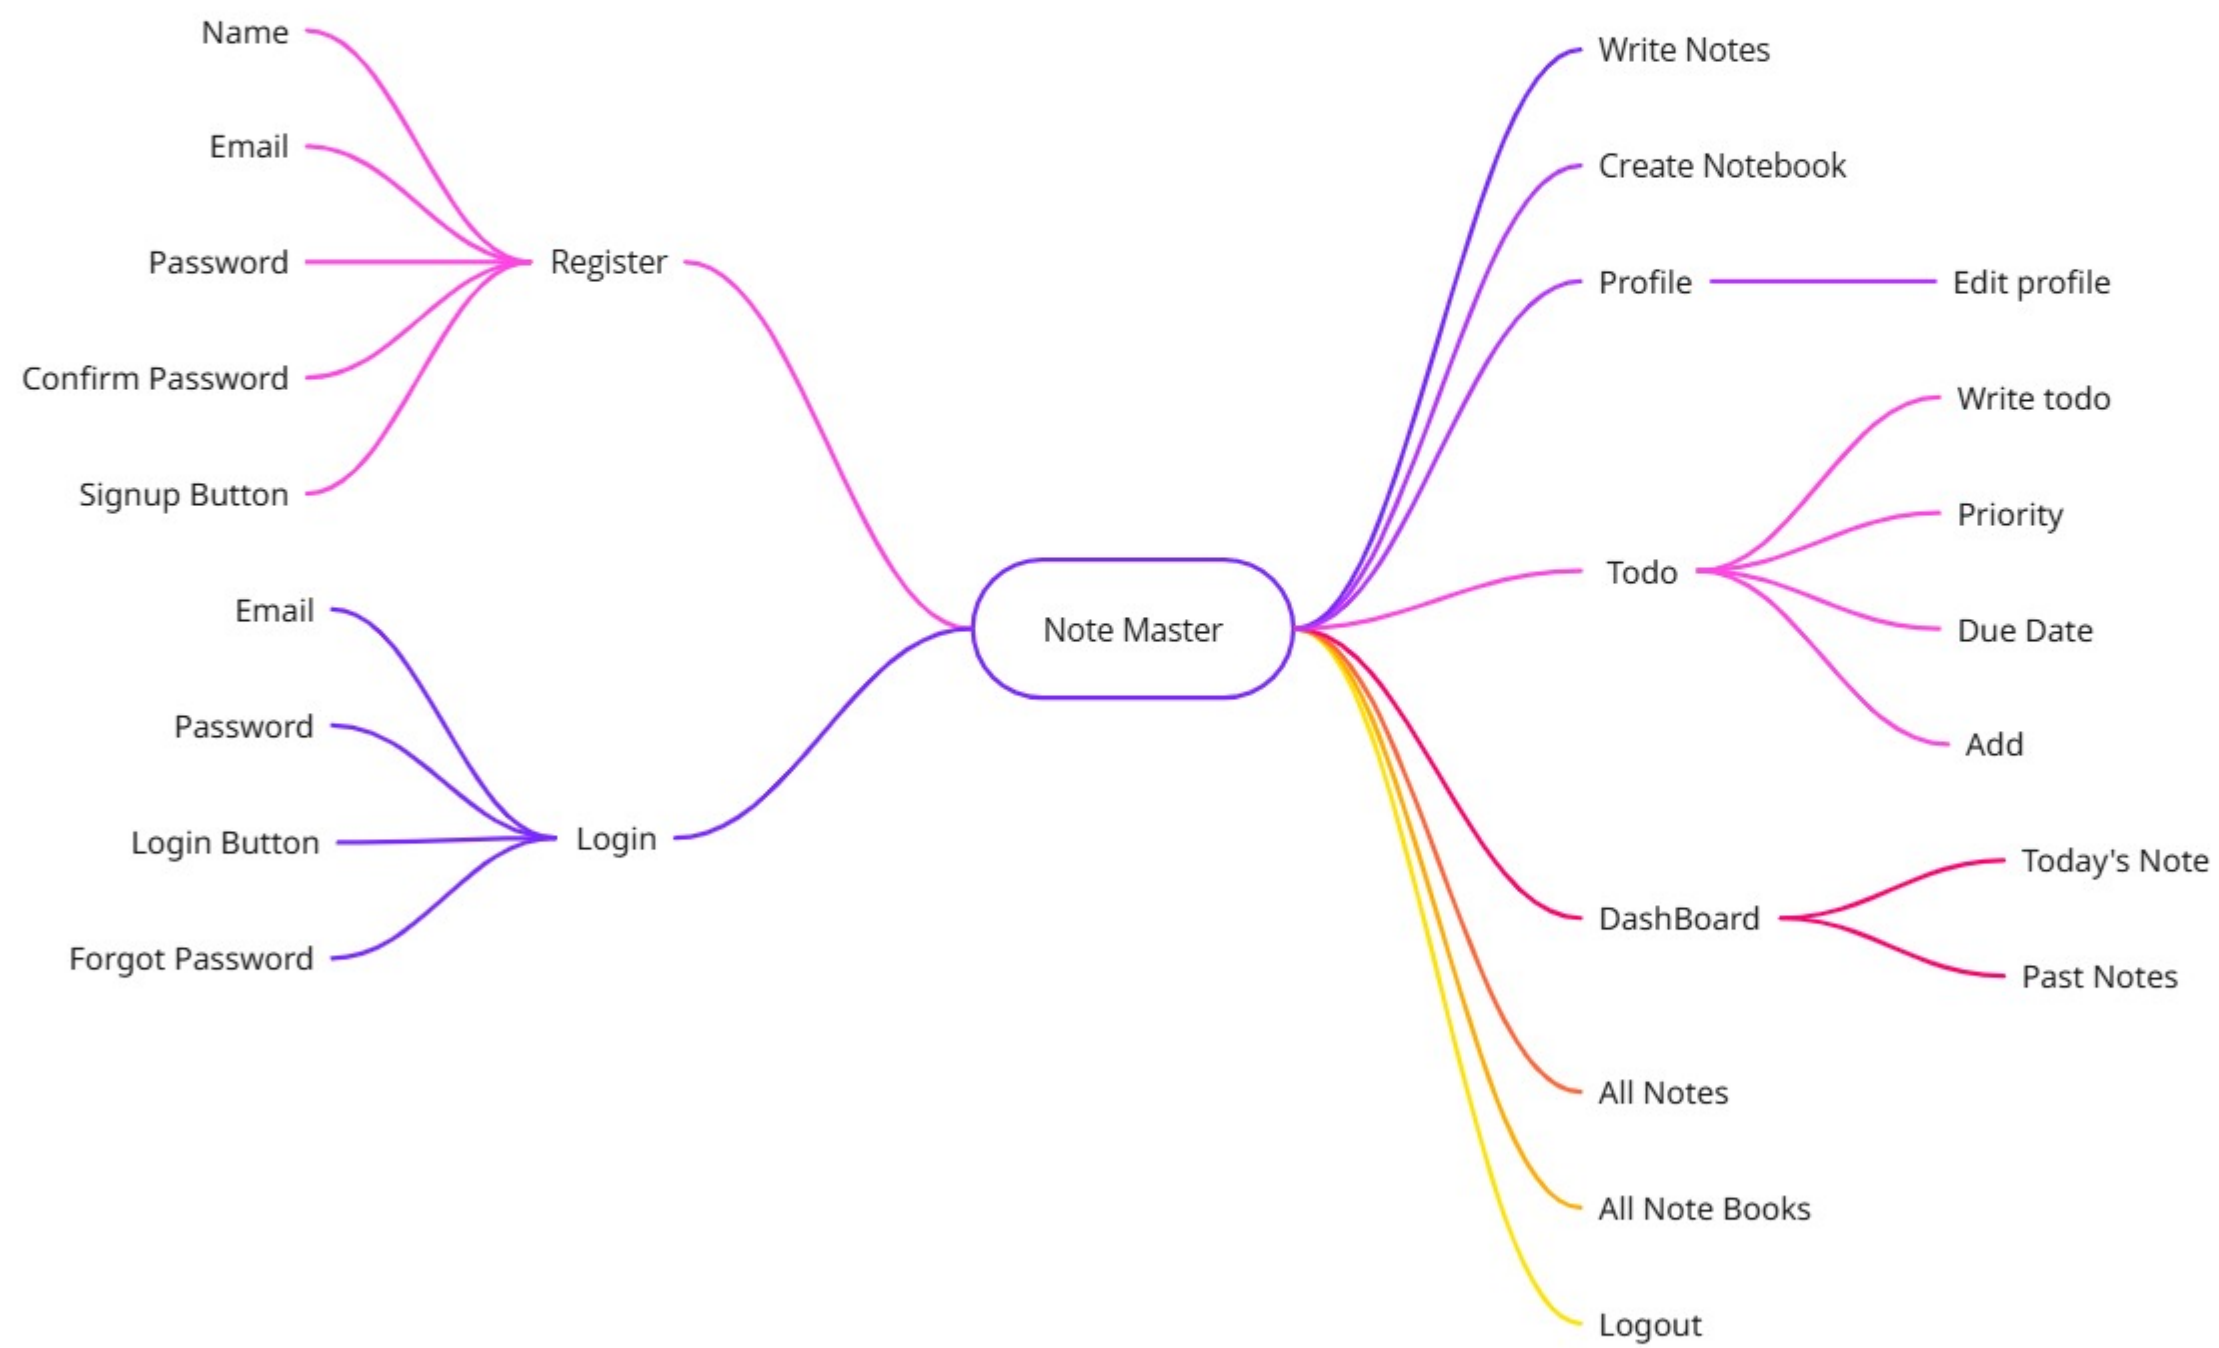 Name
Email
Password
Confirm Password
Signup Button
Register
Email
Password
Login Button
Forgot Password
Login
Note Master
Write Notes
Create Notebook
Profile
Edit profile
Todo
Write todo
Priority
Due Date
Add
DashBoard
Today's Note
Past Notes
All Notes
All Note Books
Logout